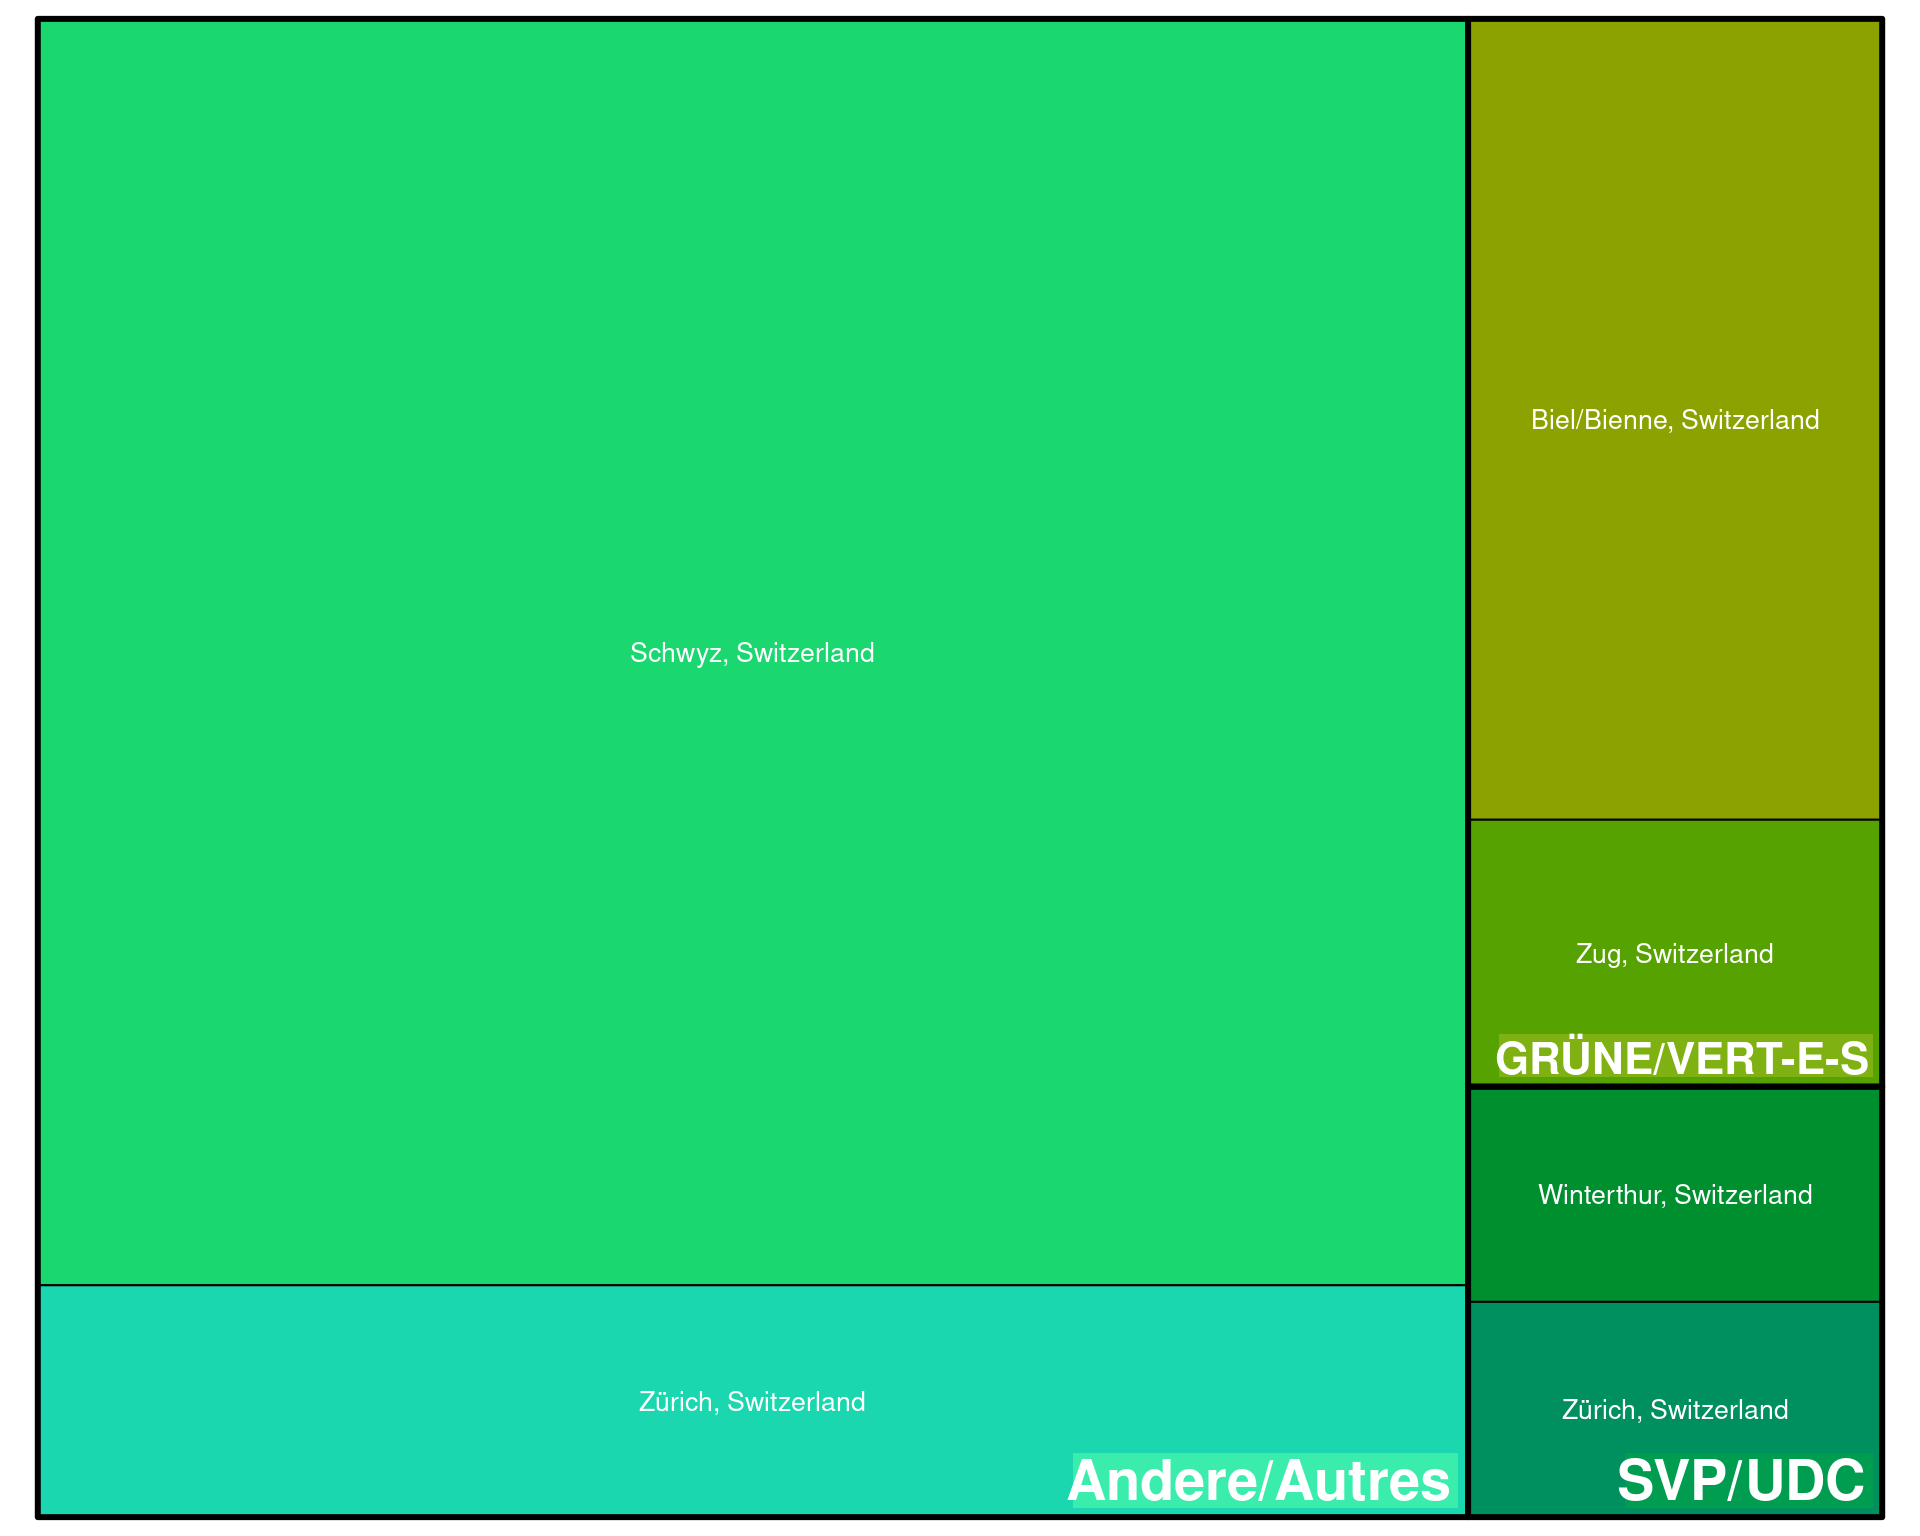 Schwyz, Switzerland
Zürich, Switzerland
Andere/Autres
Biel/Bienne, Switzerland
Zug, Switzerland
GRÜNE/VERT-E-S
Winterthur, Switzerland
Zürich, Switzerland
SVP/UDC